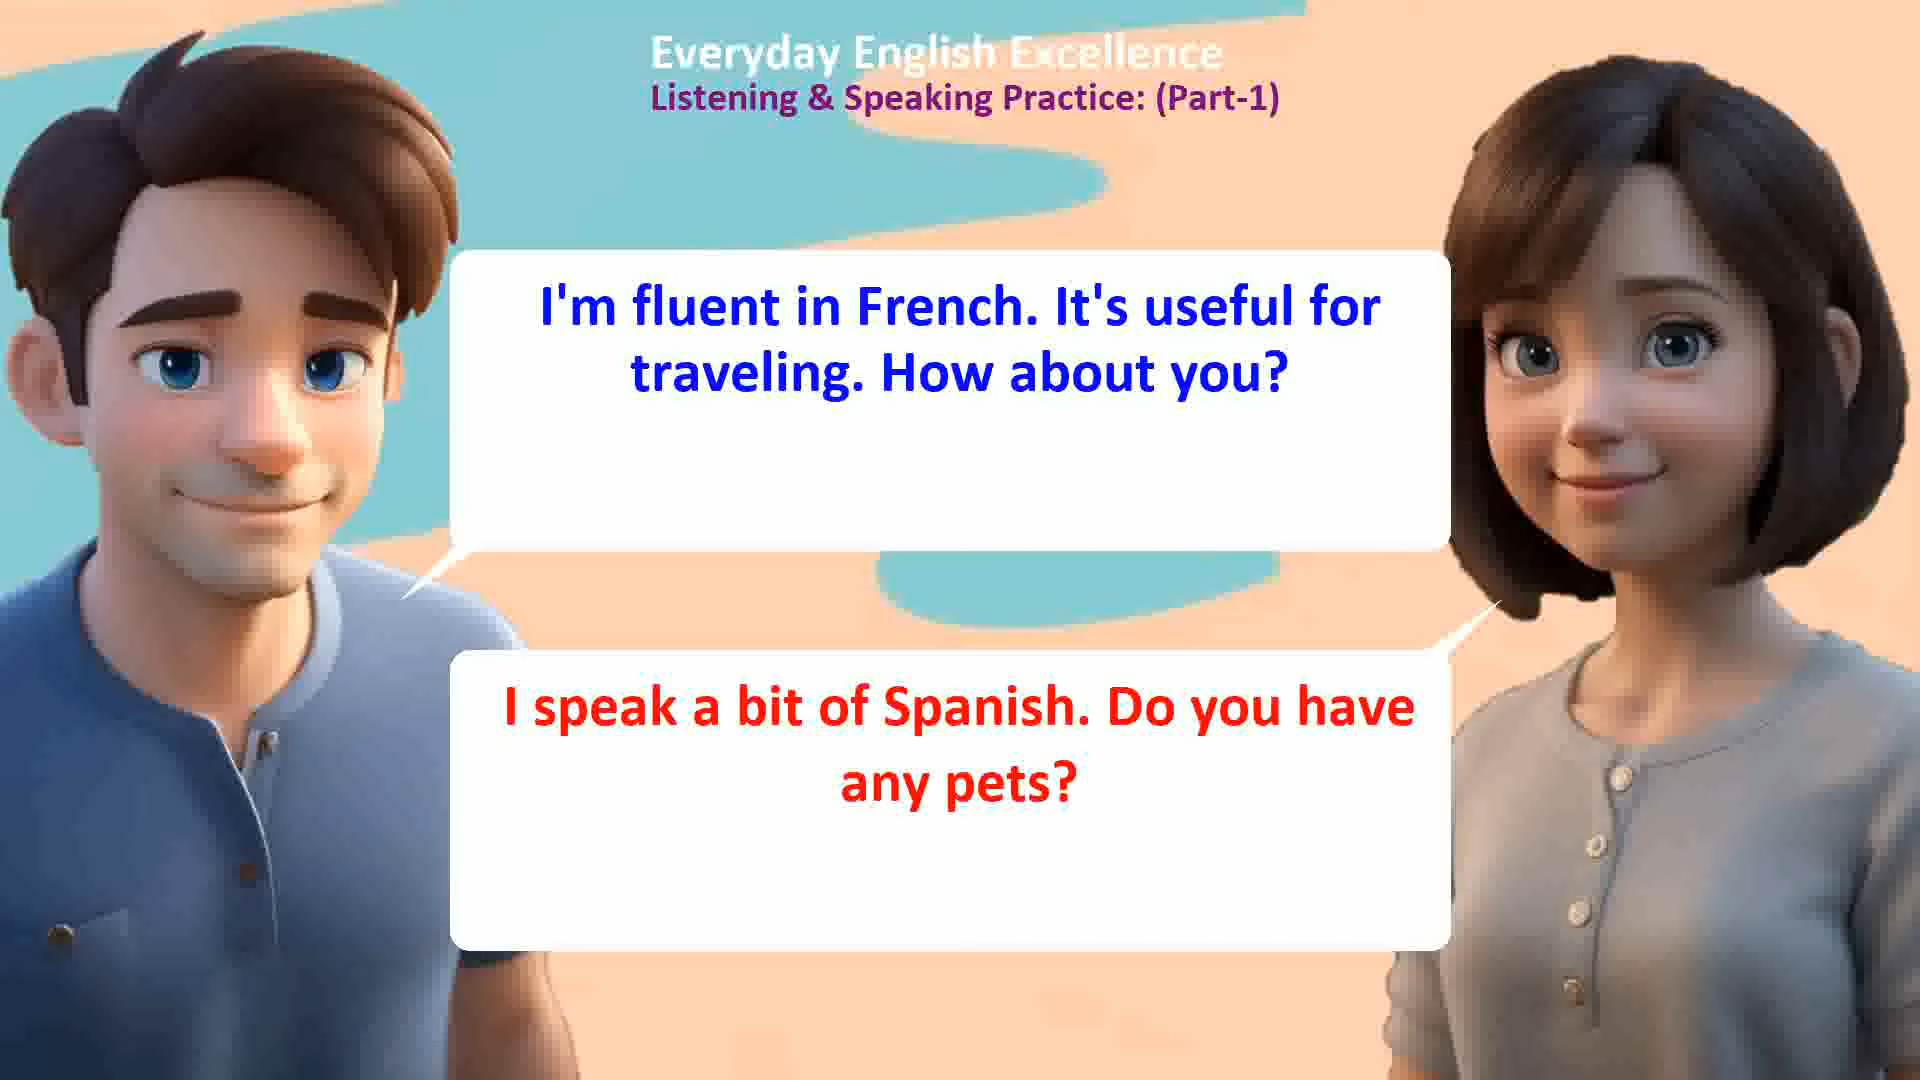 Everyday English Excellence
Listening & Speaking Practice: (Part-1)
I'm fluent in French. It's useful for
traveling. How about you?
I speak a bit of Spanish. Do you have
any pets?